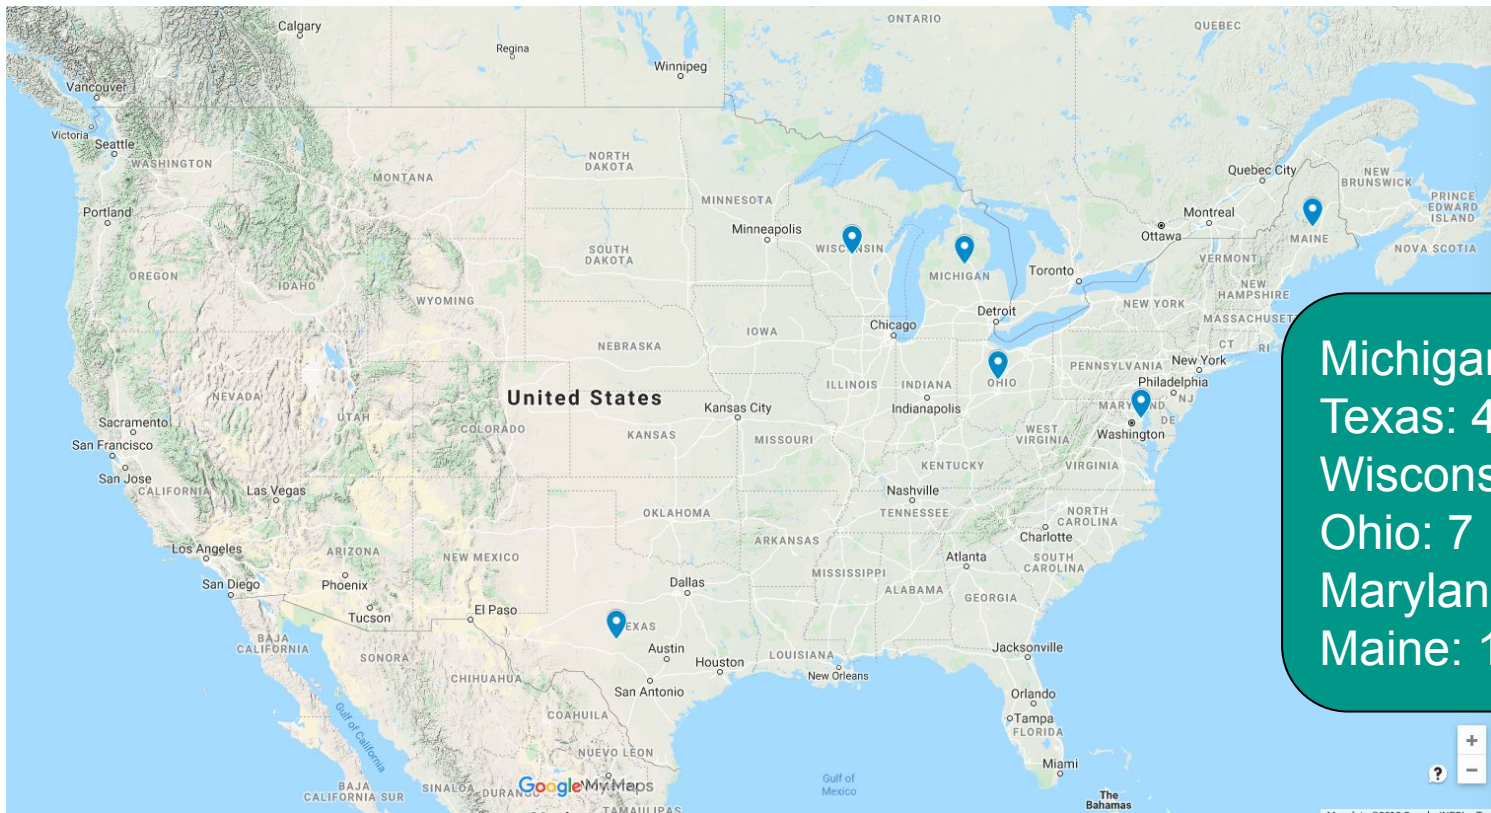 ONTARIO
QUEBEC
Calgary
Regina
Winnipeg
Vancouver
Victoria
Seattle
WASHINGTON
MONTANA
NORTH
DAKOTA
MINNESOTA
Quebec City
NEW
BRUNSWICK
PRINCE
EDWARD
ISLAND
Portland
Montreal
Ottawa
MAINE
NOVA SCOTIA
Minneapolis
SOUTH
DAKOTA
MICHIGAN
Toronto
VERMONT
OREGON
IDAHO
WYOMING
NEW
HAMPSHIRE
NEW YORK
Detroit
Chicago
IOWA
NEBRASKA
CT
RI
PENNSYLVANIA
New York
Philadelphia
NJ
DE
ILLINOIS
INDIANA
OHIO
Indianapolis
United States
Kansas City
NEVADA
UTAH
COLORADO
KANSAS
MISSOURI
WEST
VIRGINIA
Washington
Sacramento
San Francisco
San Jose
CALIFORNIA
Las Vegas
KENTUCKY
VIRGINIA
Nashville
TENNESSEE
OKLAHOMA
NORTH
CAROLINA
Charlotte
ARKANSAS
Los Angeles
ARIZONA
NEW MEXICO
Atlanta
SOUTH
CAROLINA
MISSISSIPPI
ALABAMA
GEORGIA
San Diego
Phoenix
Tucson
El Paso
Dallas
BAJA
CALIFORNIA
SONORA
CHIHUAHUA
Austin
Houston
San Antonio
LOUISIANA
New Orleans
Jacksonville
Orlando
Tampa
FLORIDA
Miami
COAHUILA
NUEVO LEON
Gulf of California
BAJA
CALIFORNIA SUR
SINALOA
Google My Maps
TAMAULIPAS
Gulf of
Mexico
The
Bahamas
Texas: 4
Ohio: 7
Maine: 1
+
?
−